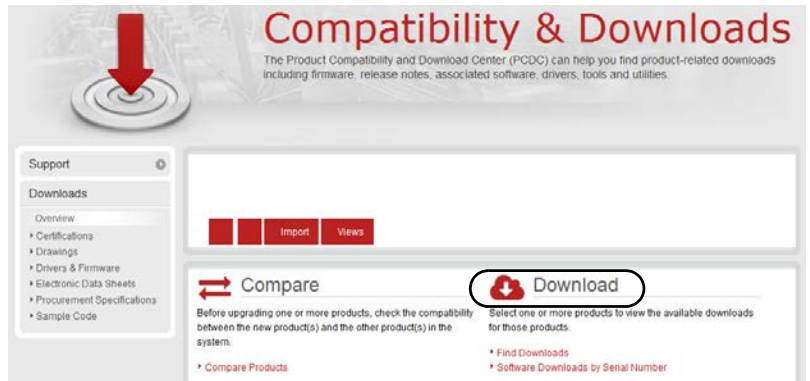 Compatibility & Downloads
The Product Compatibility and Download Center (PCDC) can help you find product-related downloads
including firmware, release notes, associated software, drivers, tools and utilities.
Support
Downloads
Overview
Certifications
Drawings
Drivers & Firmware
Electronic Data Sheets
Procurement Specifications
Sample Code
Import Views
Compare
Before upgrading one or more products, check the compatibility
between the new product(s) and the other product(s) in the
system.
Compare Products
Download
Select one or more products to view the available downloads
for those products.
Find Downloads
Software Downloads by Serial Number